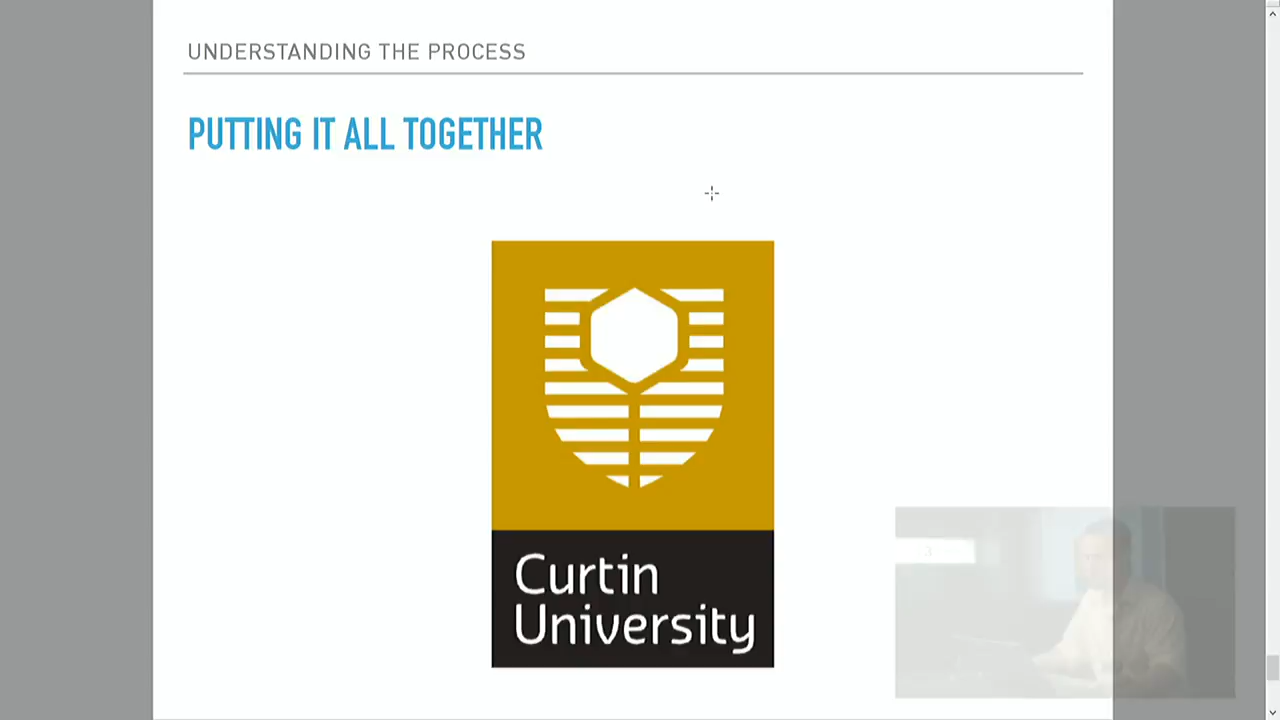 UNDERSTANDING THE PROCESS
PUTTING IT ALL TOGETHER
Curtin
University